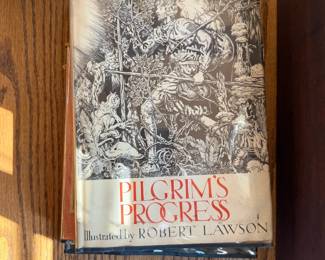 PILGRIM'S
PROGRESS
Illustrated by ROBERT LAWSON